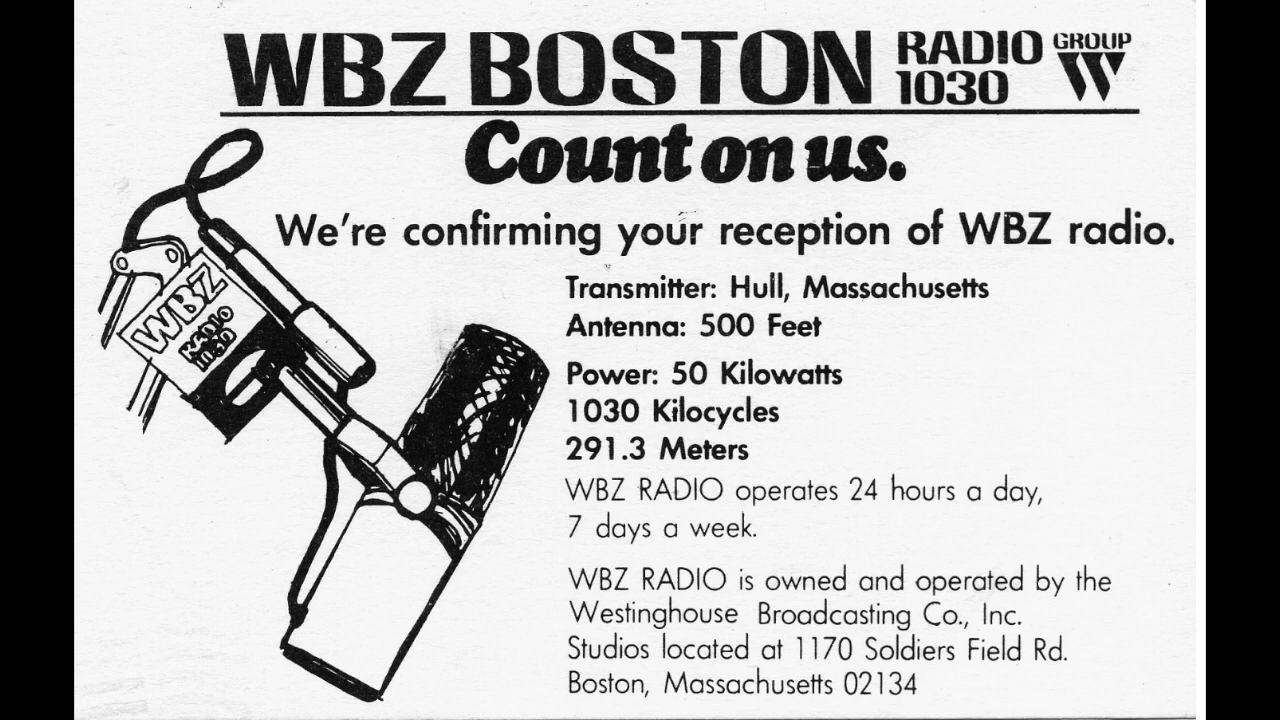 WBZ BOSTON RADIO 1030 GROUP W
Count on us.
We're confirming your reception of WBZ radio.
WBZ
RADIO
1030
Transmitter: Hull, Massachusetts
Antenna: 500 Feet
Power: 50 Kilowatts
1030 Kilocycles
291.3 Meters
WBZ RADIO operates 24 hours a day,
7 days a week.
WBZ RADIO is owned and operated by the
Westinghouse Broadcasting Co., Inc.
Studios located at 1170 Soldiers Field Rd.
Boston, Massachusetts 02134